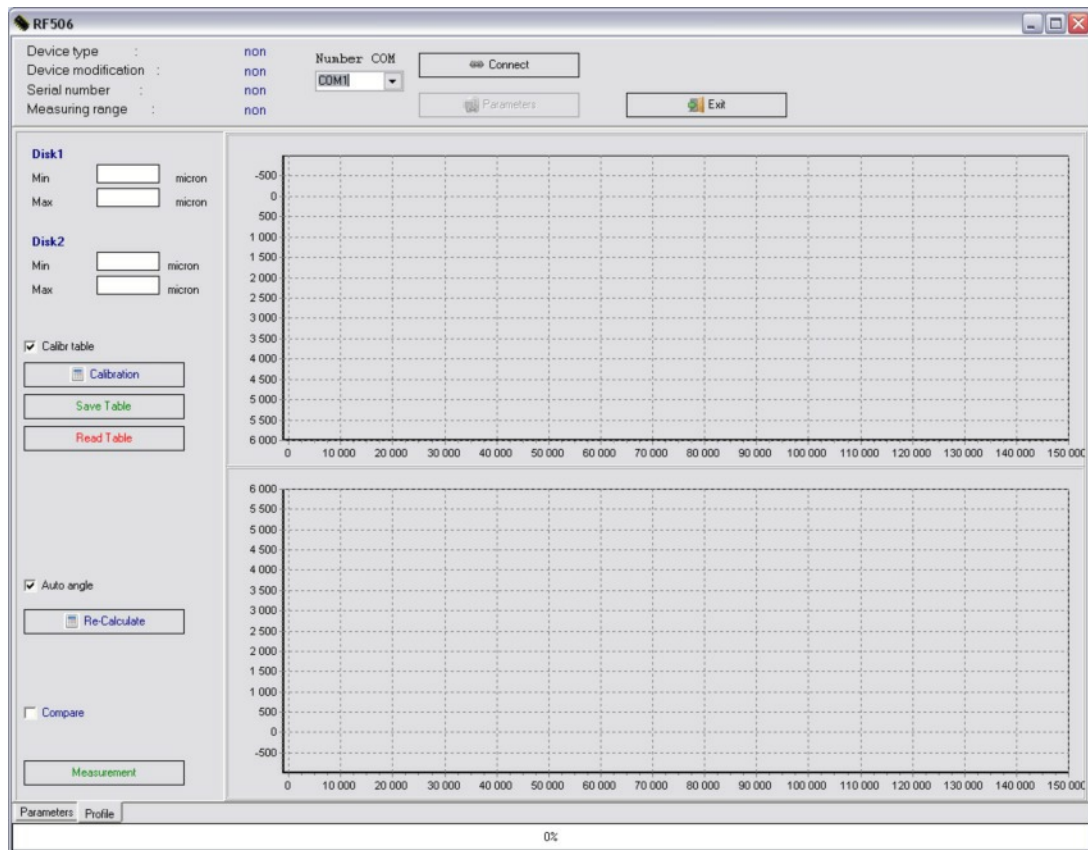 RF506
Device type : non
Device modification : non
Serial number : non
Measuring range : non
Number COM
COM1
Connect
Parameters
Exit
Disk1
Min micron
Max micron
Disk2
Min micron
Max micron
Calibr table
Calibration
Save Table
Read Table
Auto angle
Re-Calculate
Compare
Measurement
-500
0
500
1 000
1 500
2 000
2 500
3 000
3 500
4 000
4 500
5 000
5 500
6 000
0 10 000 20 000 30 000 40 000 50 000 60 000 70 000 80 000 90 000 100 000 110 000 120 000 130 000 140 000 150 000
6 000
5 500
5 000
4 500
4 000
3 500
3 000
2 500
2 000
1 500
1 000
500
0
-500
0 10 000 20 000 30 000 40 000 50 000 60 000 70 000 80 000 90 000 100 000 110 000 120 000 130 000 140 000 150 000
Parameters Profile
0%